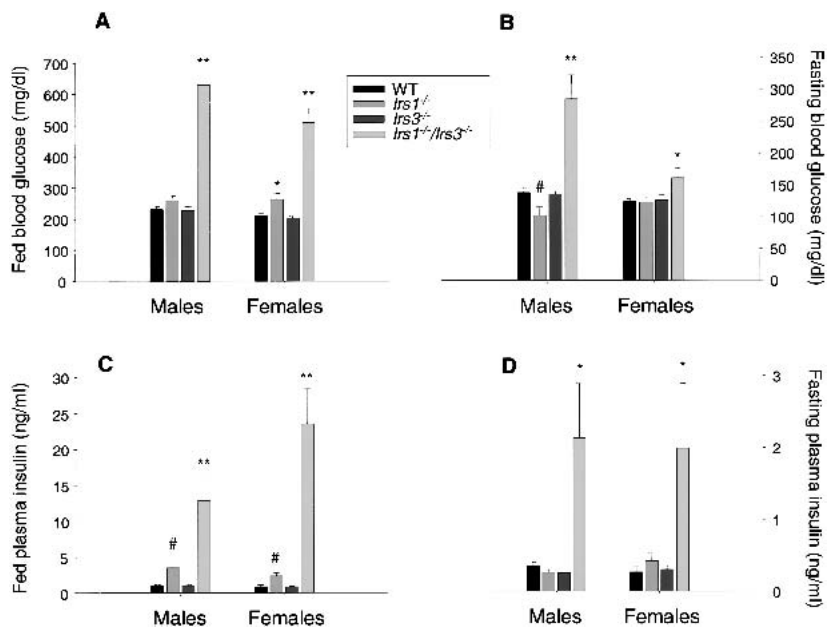 A
Fed blood glucose (mg/dl)
700
600
500
400
300
200
100
0
**
*
**
Males
Females
WT
Irs1-/-
Irs3-/-
Irs1-/-/Irs3-/-
B
Fasting blood glucose (mg/dl)
350
300
250
200
150
100
50
0
#
**
*
Males
Females
C
Fed plasma insulin (ng/ml)
30
25
20
15
10
5
0
#
**
#
**
Males
Females
D
Fasting plasma insulin (ng/ml)
3
2
1
0
*
*
Males
Females